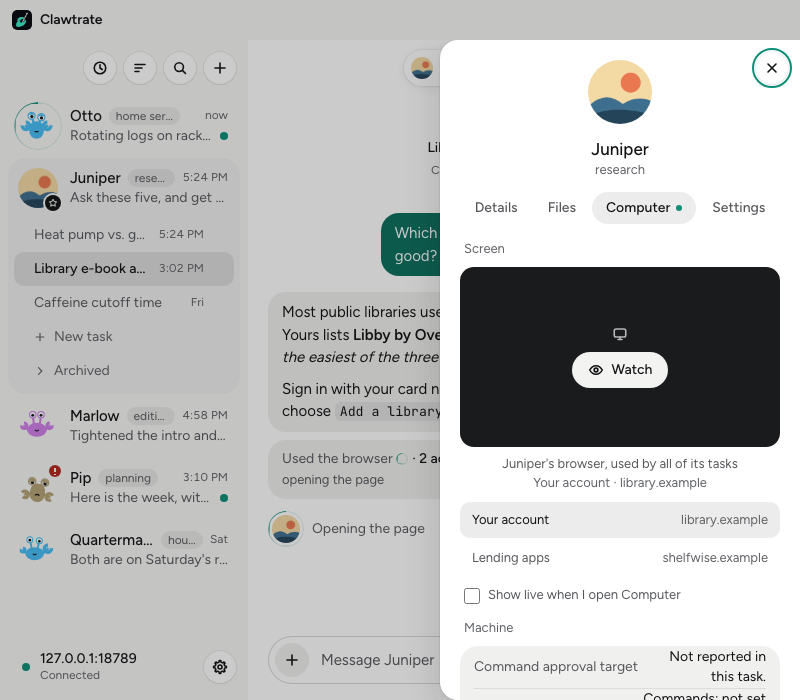 Clawtrate
Otto
home ser...
now
Rotating logs on rack...
Juniper
rese...
5:24 PM
Ask these five, and get ...
Heat pump vs. g...
5:24 PM
Library e-book a...
3:02 PM
Caffeine cutoff time
Fri
New task
Archived
Marlow
editi...
4:58 PM
Tightened the intro and...
Pip
planning
3:10 PM
Here is the week, wit...
Quarterma...
hou...
Sat
Both are on Saturday's r...
127.0.0.1:18789
Connected
Which
good?
Most public libraries use
Yours lists Libby by Ove
the easiest of the three
Sign in with your card n
choose Add a library
Used the browser · 2 a
opening the page
Opening the page
Message Juniper
Juniper
research
Details
Files
Computer
Settings
Screen
Watch
Juniper's browser, used by all of its tasks
Your account · library.example
Your account
library.example
Lending apps
shelfwise.example
Show live when I open Computer
Machine
Command approval target
Not reported in
this task.
Commands: not set